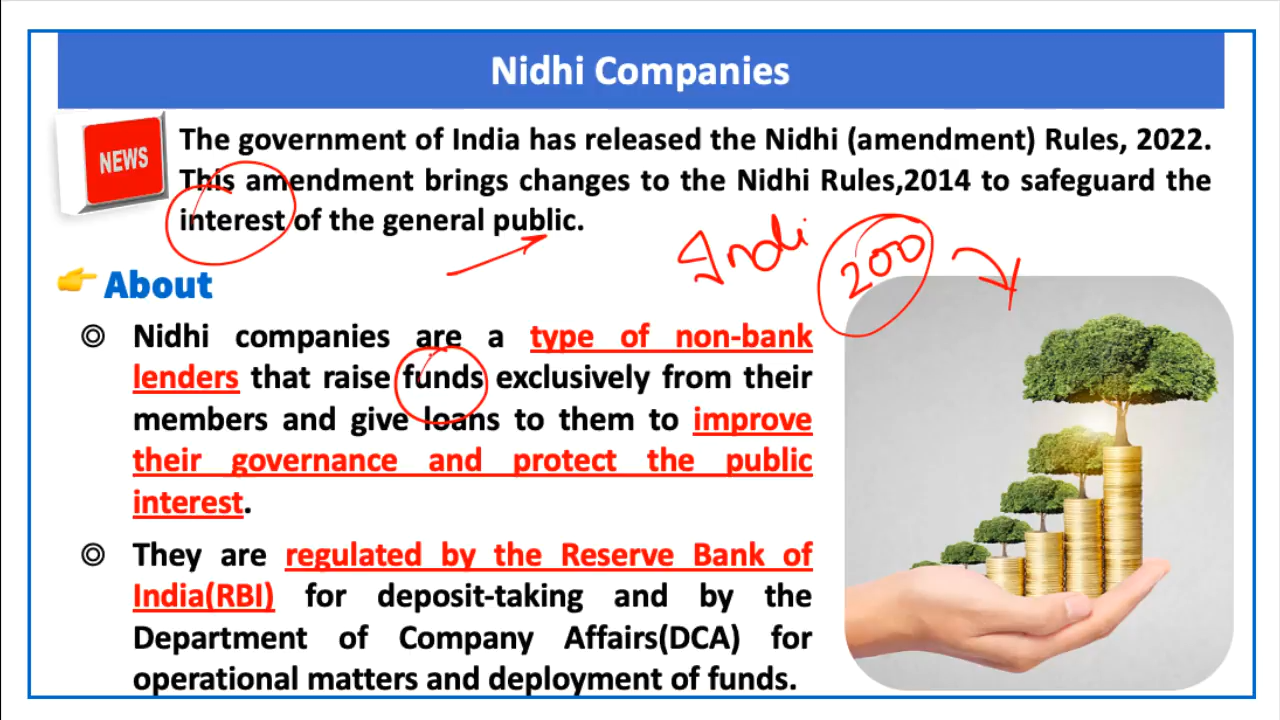 Nidhi Companies
NEWS
The government of India has released the Nidhi (amendment) Rules, 2022.
This amendment brings changes to the Nidhi Rules,2014 to safeguard the
interest of the general public.
Indi 200
About
Nidhi companies are a type of non-bank
lenders that raise funds exclusively from their
members and give loans to them to improve
their governance and protect the public
interest.
They are regulated by the Reserve Bank of
India(RBI) for deposit-taking and by the
Department of Company Affairs(DCA) for
operational matters and deployment of funds.